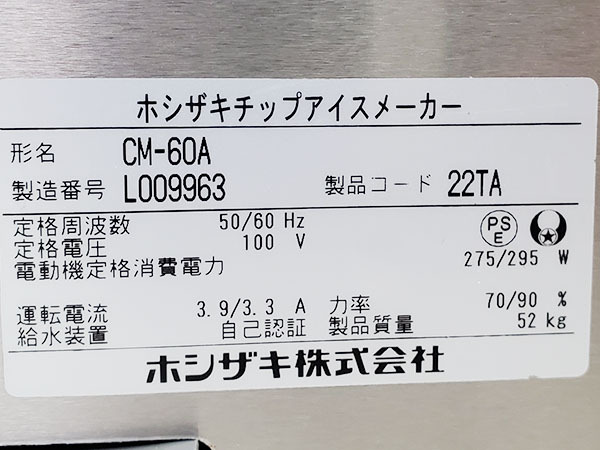 ホシザキチップアイスメーカー
形名 CM-60A
製造番号 L009963 製品コード 22TA
定格周波数 50/60 Hz
定格電圧 100 V
PS E
電動機定格消費電力 275/295 W
運転電流 3.9/3.3 A 力率 70/90 %
給水装置 自己認証 製品質量 52 kg
ホシザキ株式会社